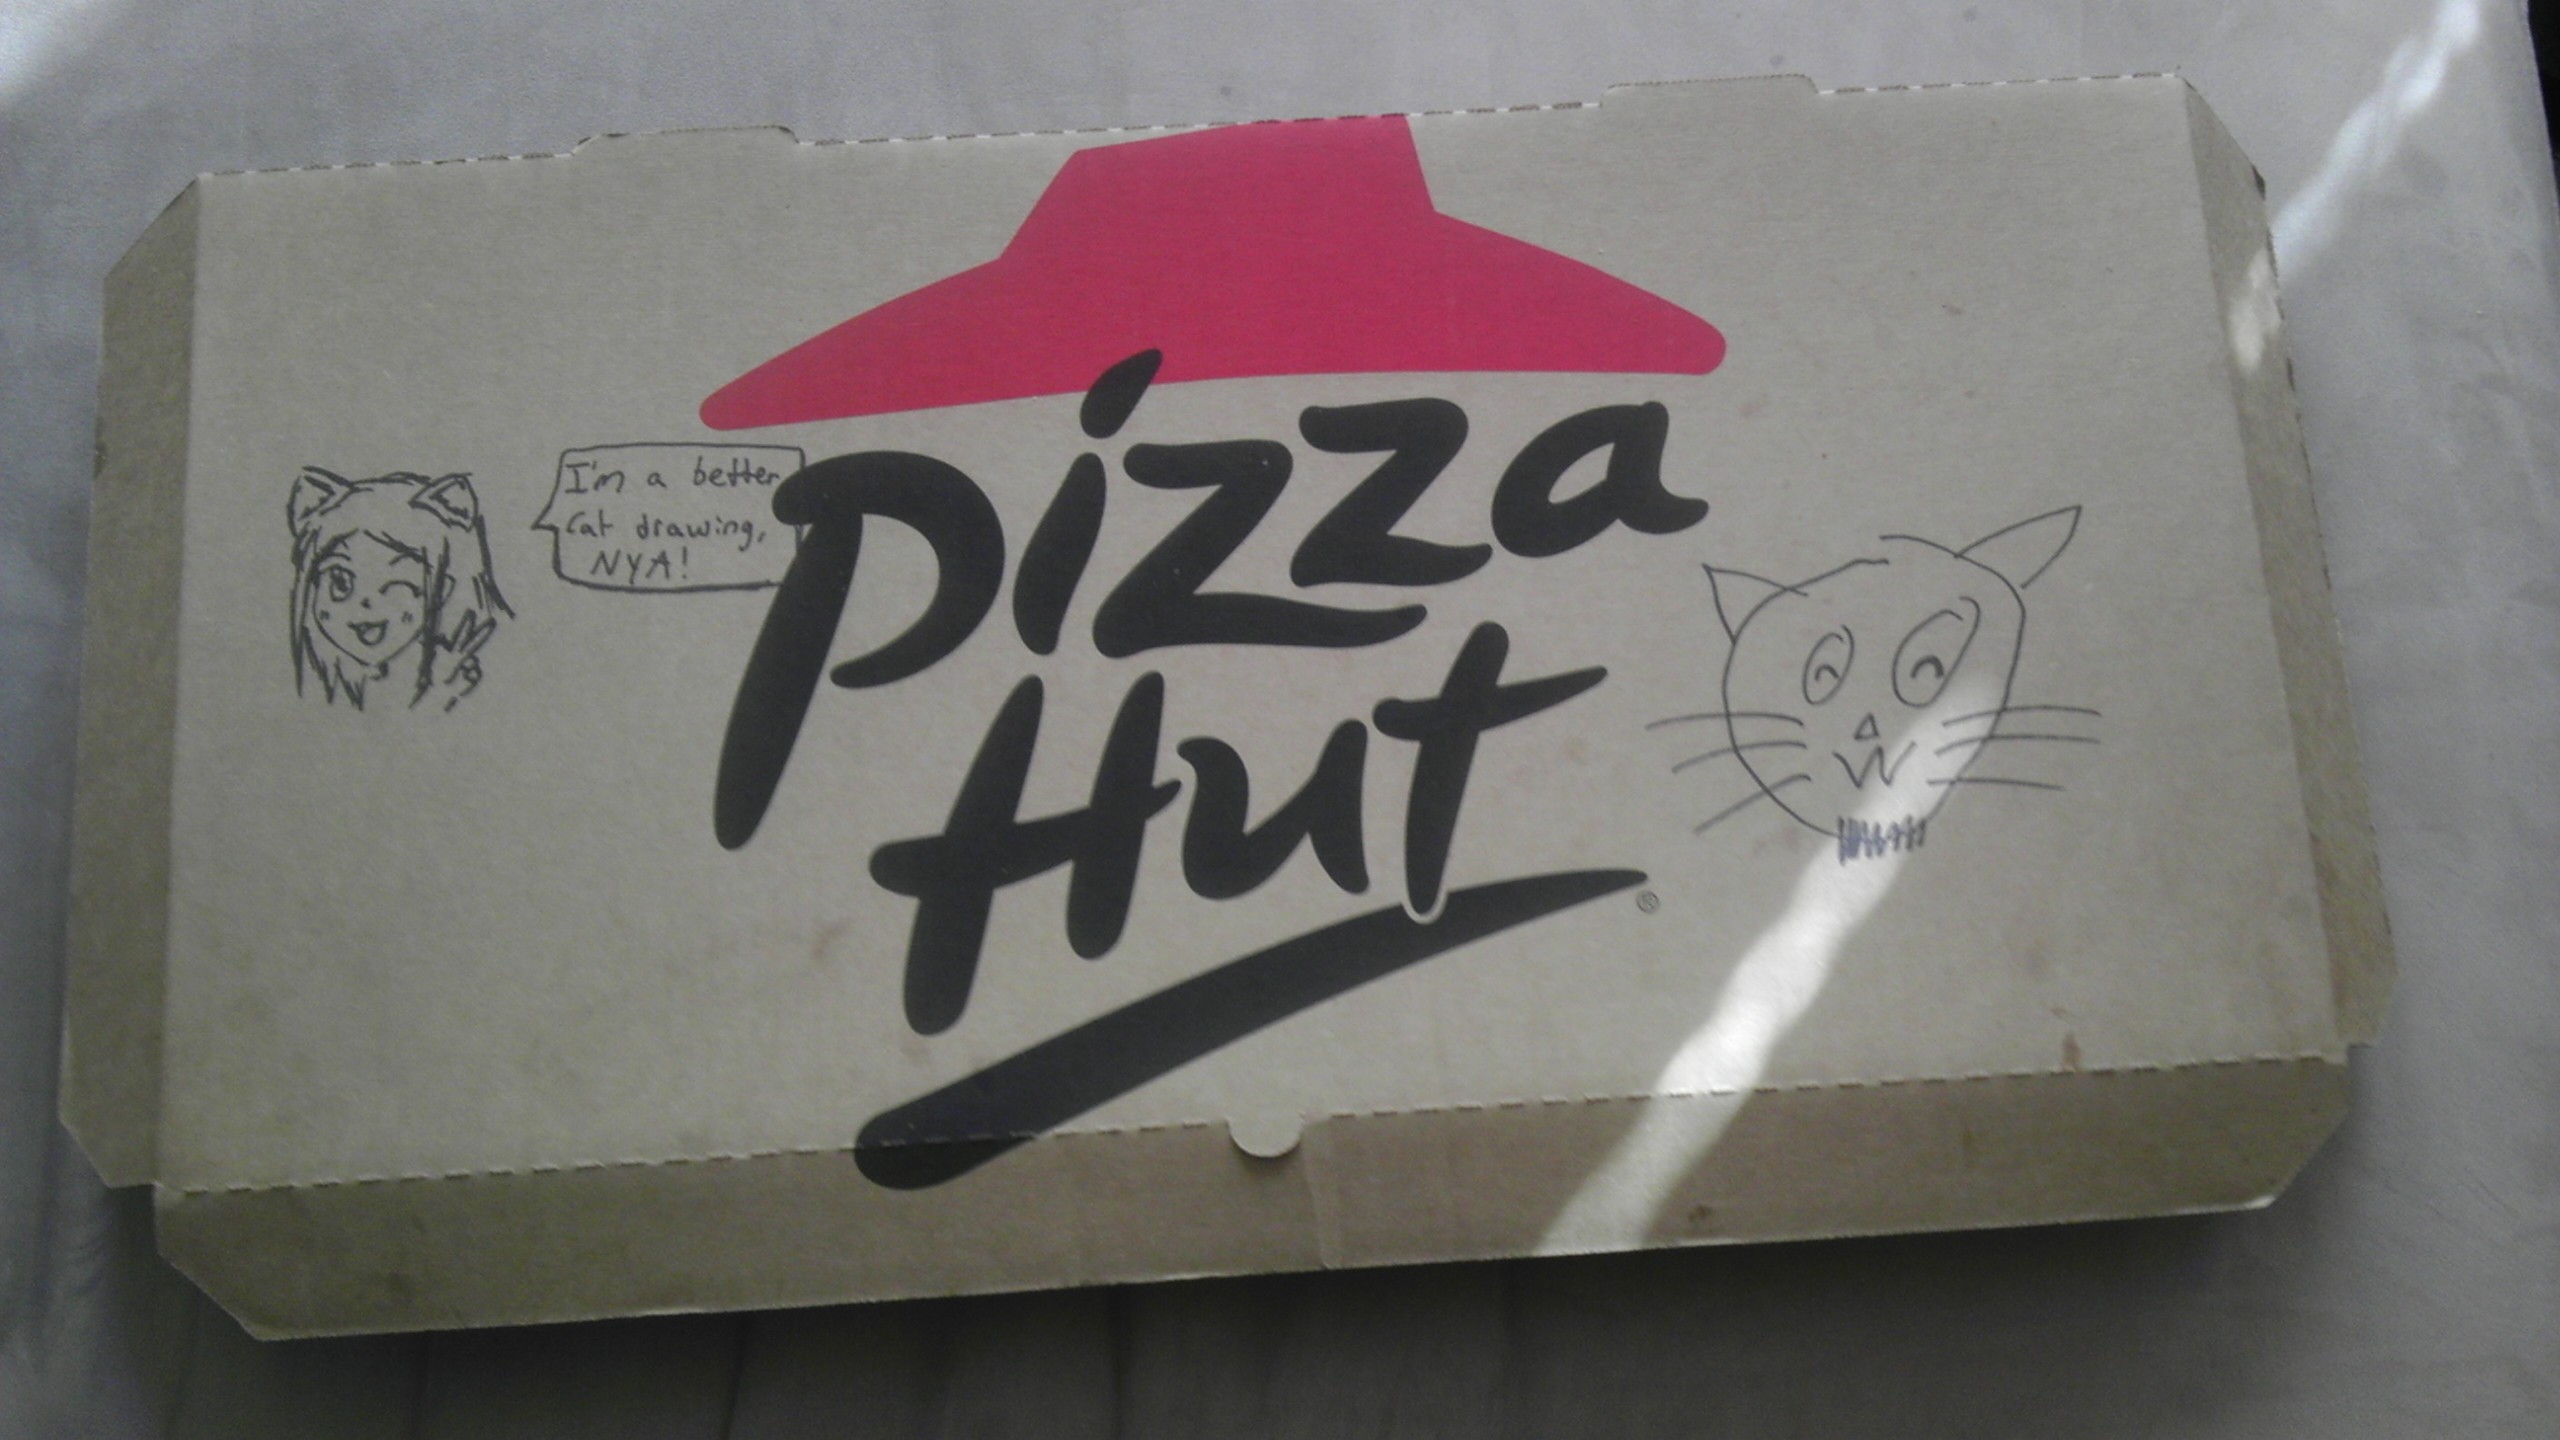 I'm a better
Cat drawing,
NYA!
Pizza
Hut
®